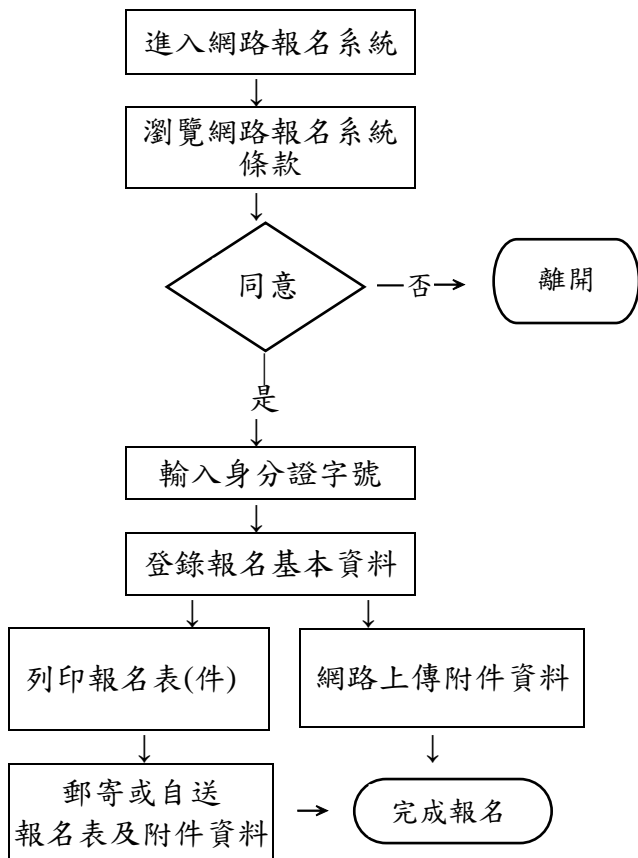 進入網路報名系統
瀏覽網路報名系統
條款
同意
否
離開
是
輸入身分證字號
登錄報名基本資料
列印報名表(件)
網路上傳附件資料
郵寄或自送
報名表及附件資料
完成報名